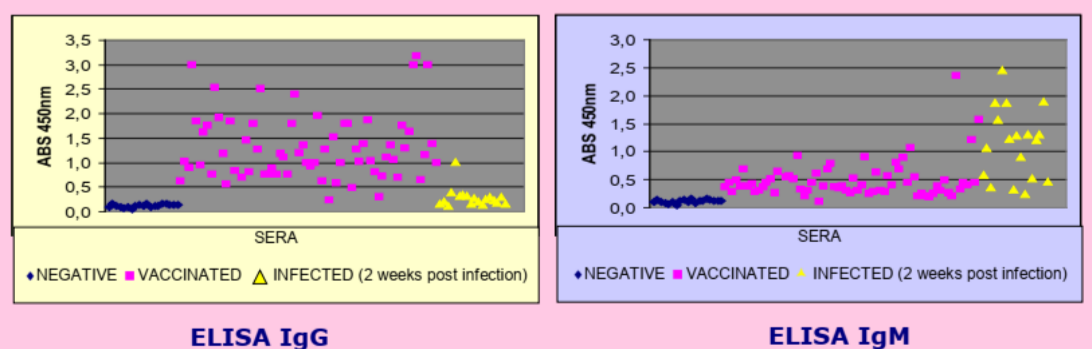 3,5
3,0
2,5
2,0
1,5
1,0
0,5
0,0
ABS 450nm
SERA
NEGATIVE VACCINATED INFECTED (2 weeks post infection)
ELISA IgG
3,0
2,5
2,0
1,5
1,0
0,5
0,0
ABS 450nm
SERA
NEGATIVE VACCINATED INFECTED (2 weeks post infection)
ELISA IgM